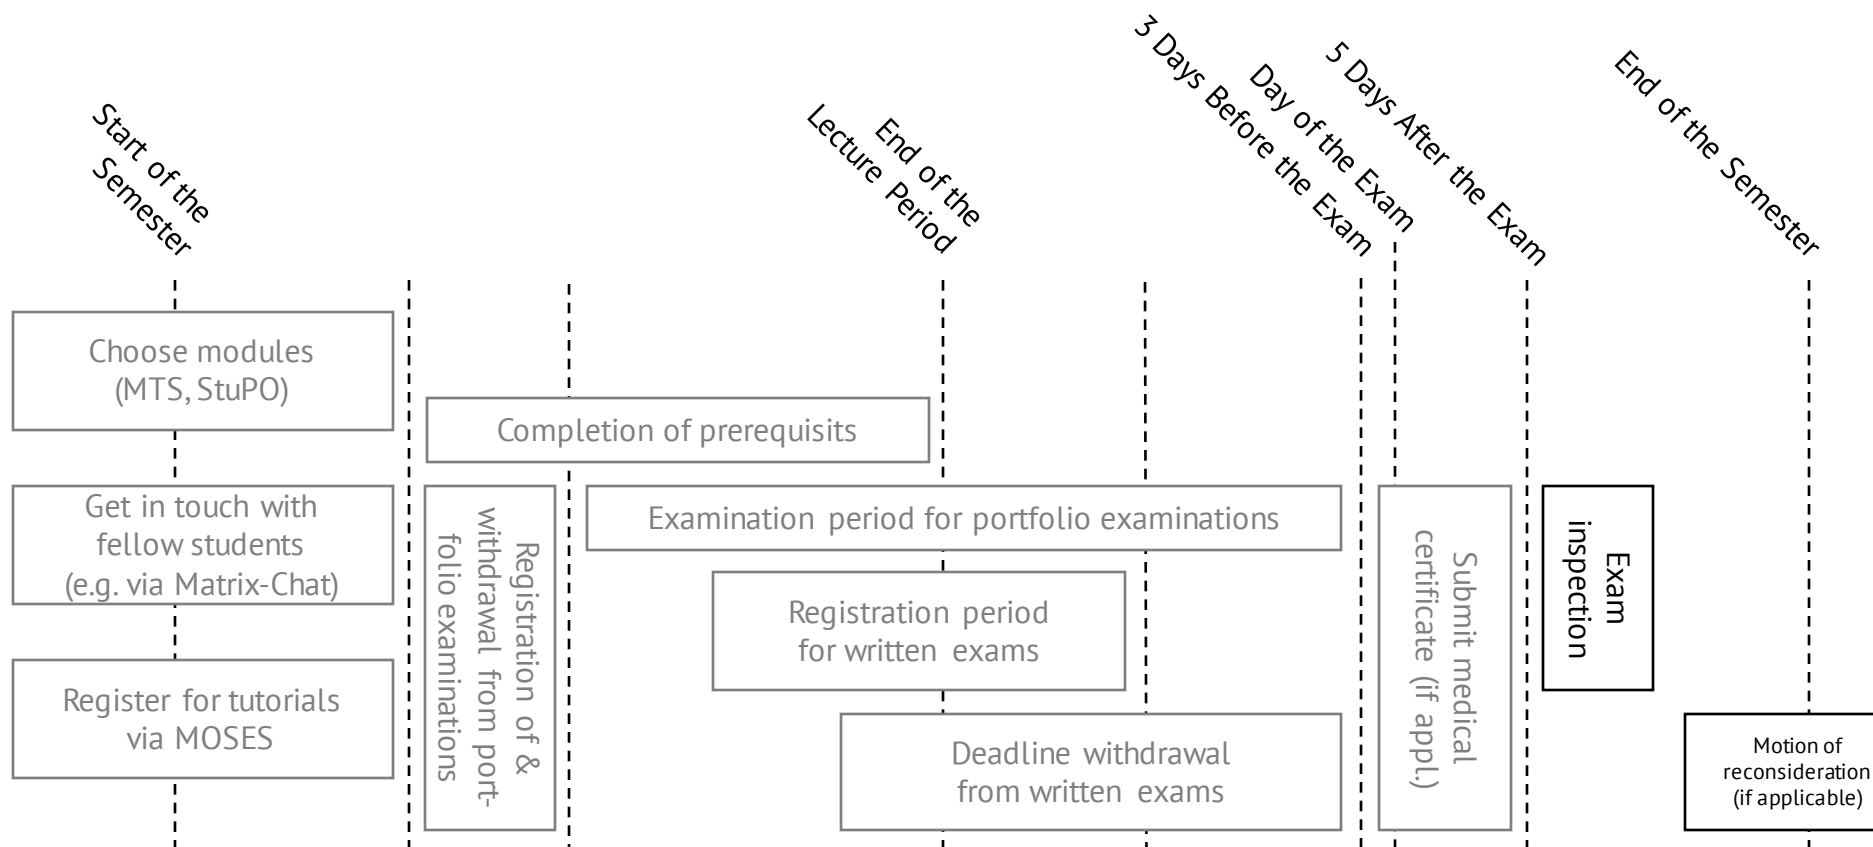 Start of the
Semester
End of the
Lecture Period
3 Days Before the Exam
Day of the Exam
5 Days After the Exam
End of the Semester
Choose modules
(MTS, StuPO)
Completion of prerequisits
Get in touch with
fellow students
(e.g. via Matrix-Chat)
Registration of &
withdrawal from port-
folio examinations
Examination period for portfolio examinations
Registration period
for written exams
Submit medical
certificate (if appl.)
Exam
inspection
Register for tutorials
via MOSES
Deadline withdrawal
from written exams
Motion of
reconsideration
(if applicable)